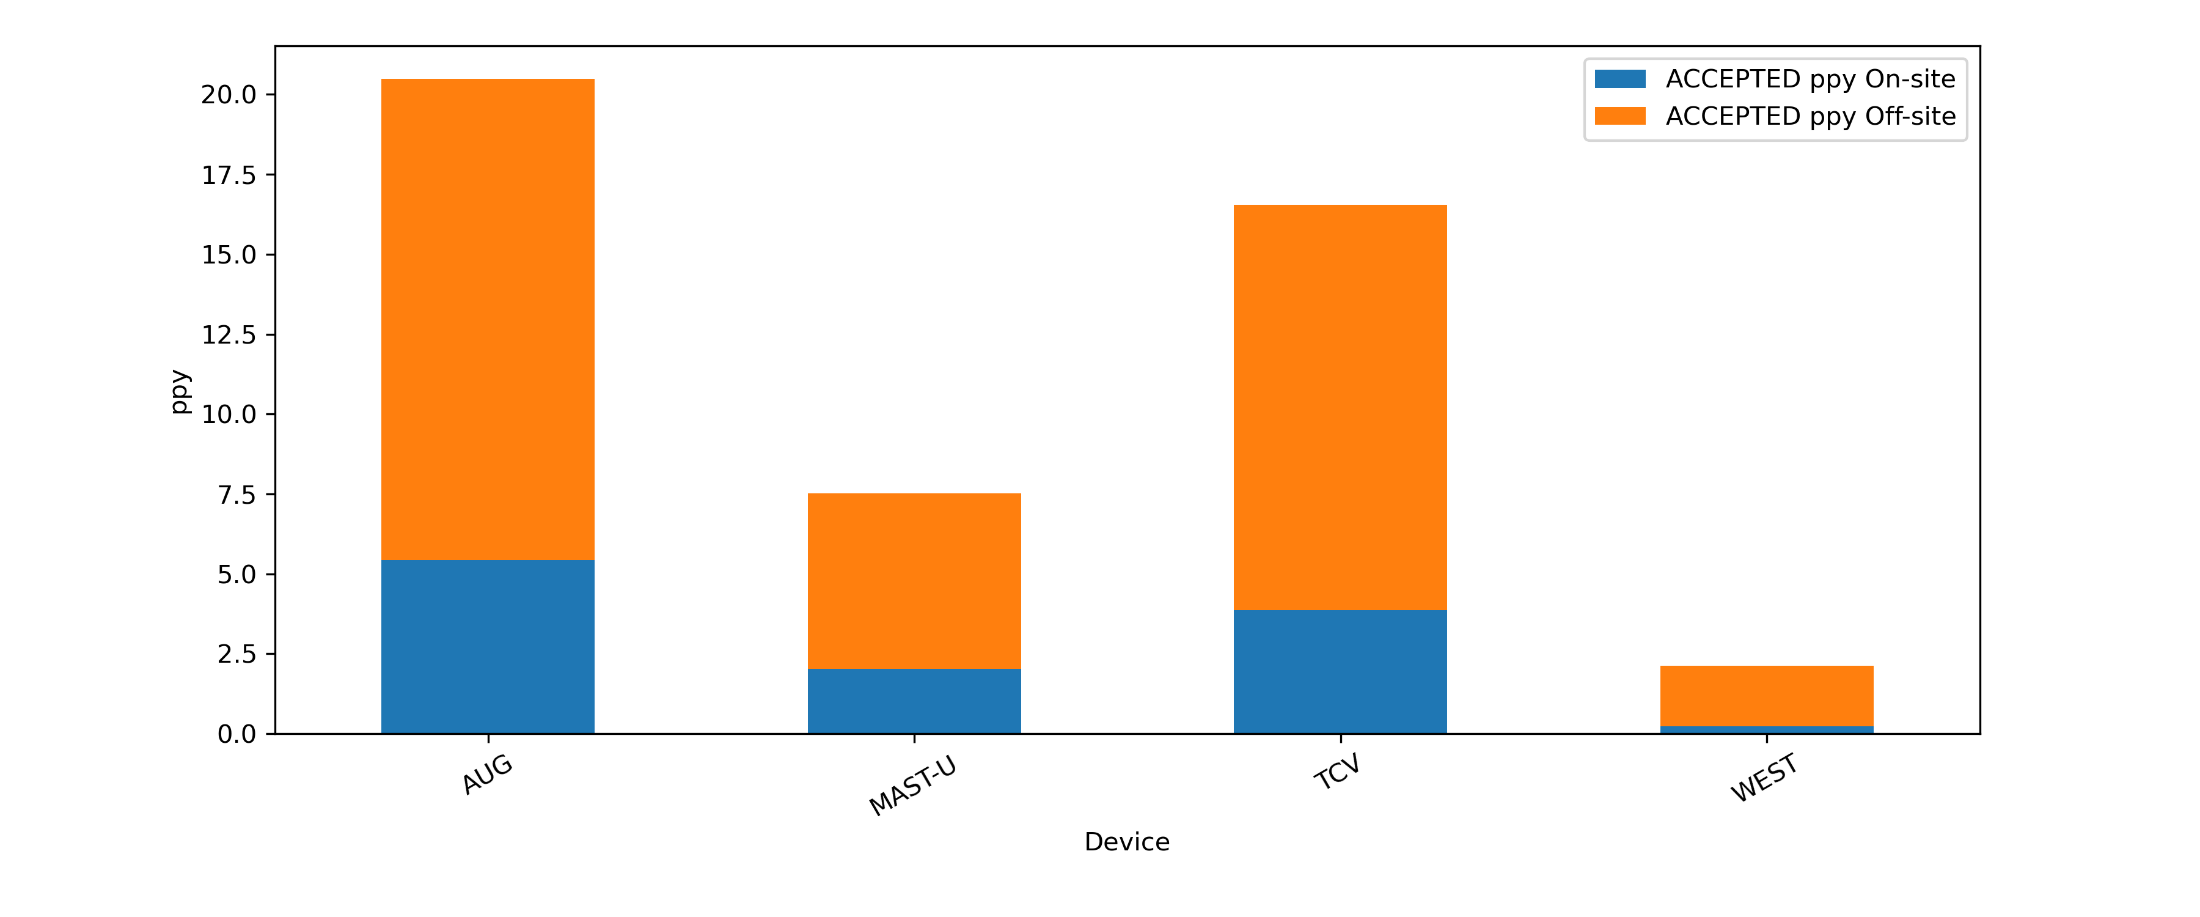 ACCEPTED ppy On-site
ACCEPTED ppy Off-site
20.0
17.5
15.0
12.5
10.0
7.5
5.0
2.5
0.0
ppy
AUG
MAST-U
TCV
WEST
Device